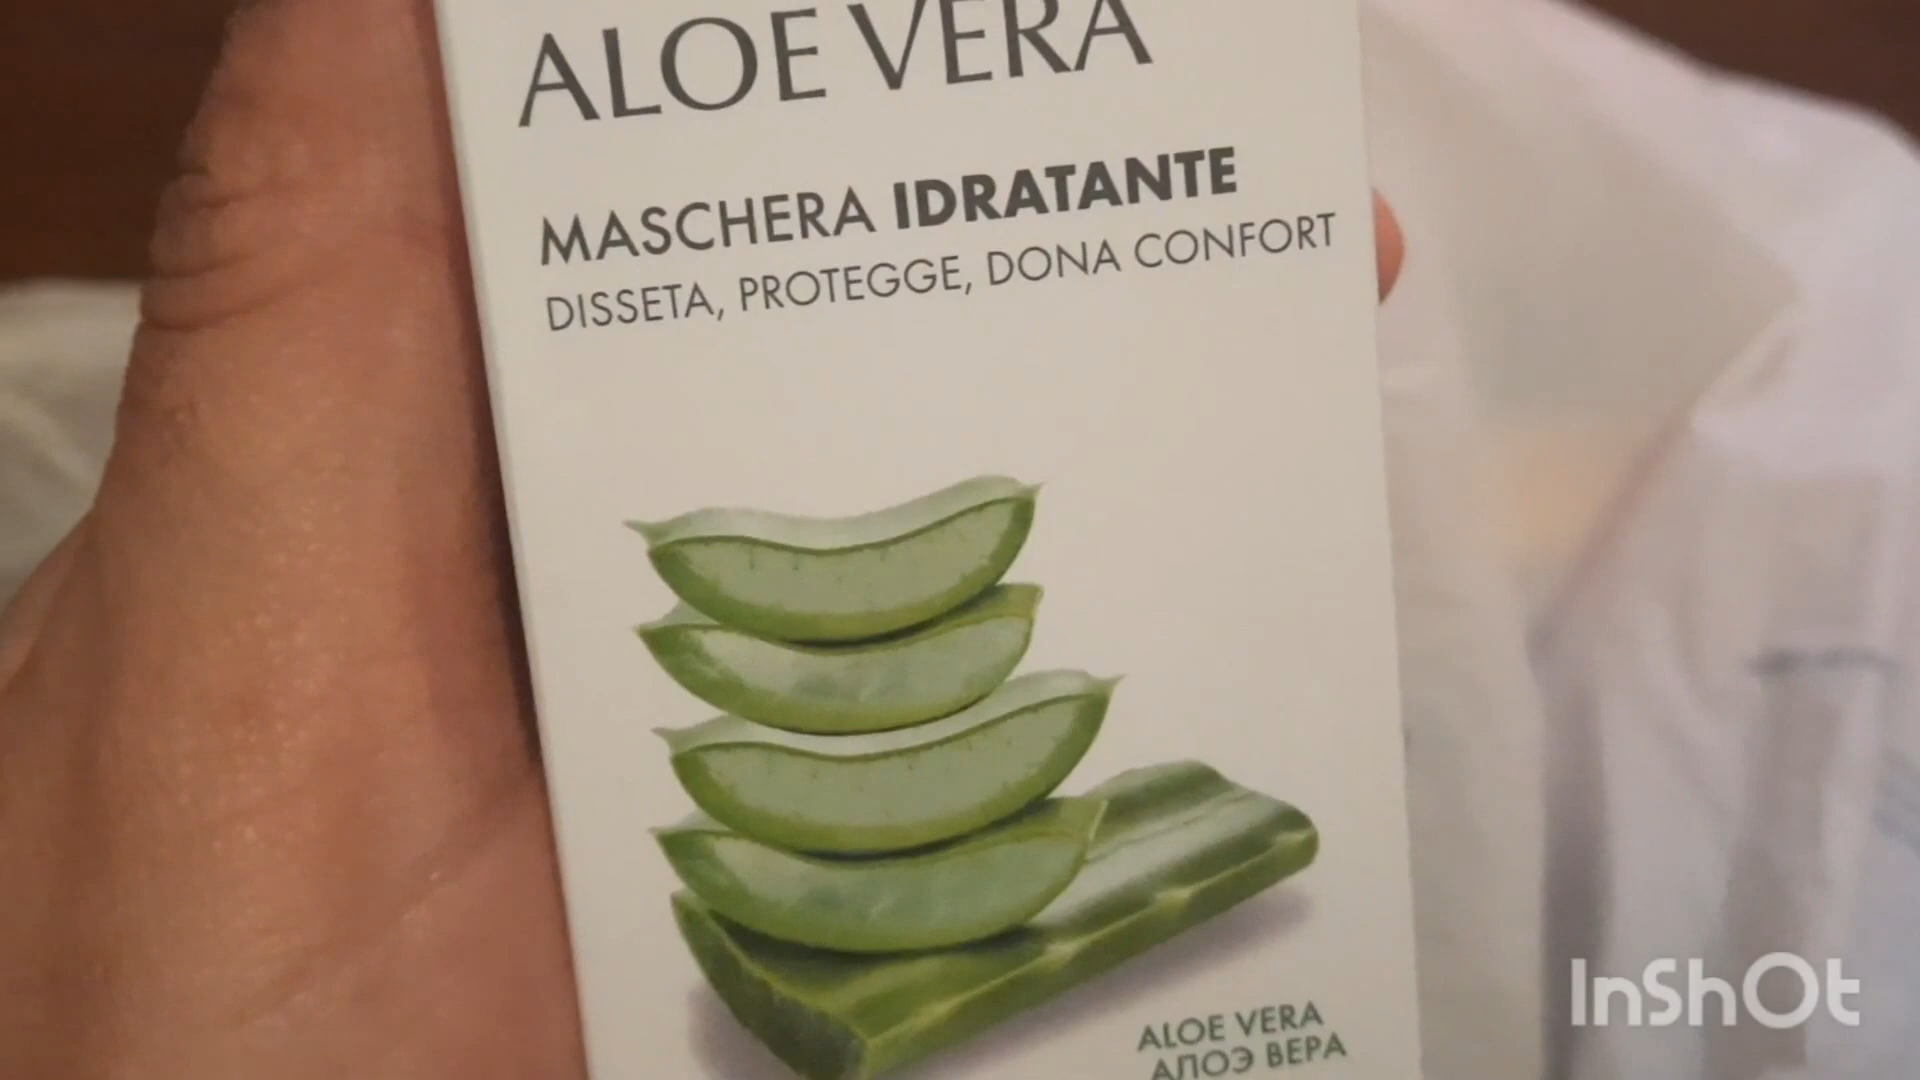 ALOE VERA
MASCHERA IDRATANTE
DISSETA, PROTEGGE, DONA CONFORT
ALOE VERA
АЛОЭ ВЕРА
InShOt